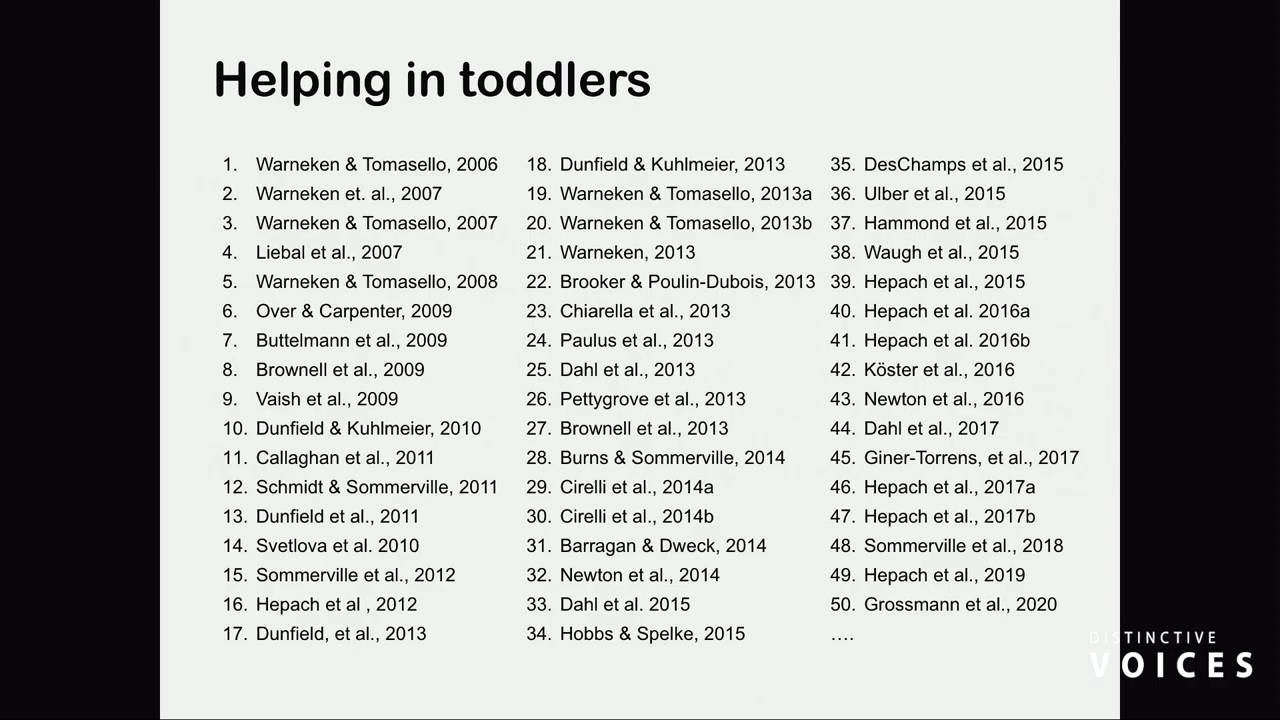 Helping in toddlers
1. Warneken & Tomasello, 2006
2. Warneken et. al., 2007
3. Warneken & Tomasello, 2007
4. Liebal et al., 2007
5. Warneken & Tomasello, 2008
6. Over & Carpenter, 2009
7. Buttelmann et al., 2009
8. Brownell et al., 2009
9. Vaish et al., 2009
10. Dunfield & Kuhlmeier, 2010
11. Callaghan et al., 2011
12. Schmidt & Sommerville, 2011
13. Dunfield et al., 2011
14. Svetlova et al. 2010
15. Sommerville et al., 2012
16. Hepach et al , 2012
17. Dunfield, et al., 2013
18. Dunfield & Kuhlmeier, 2013
19. Warneken & Tomasello, 2013a
20. Warneken & Tomasello, 2013b
21. Warneken, 2013
22. Brooker & Poulin-Dubois, 2013
23. Chiarella et al., 2013
24. Paulus et al., 2013
25. Dahl et al., 2013
26. Pettygrove et al., 2013
27. Brownell et al., 2013
28. Burns & Sommerville, 2014
29. Cirelli et al., 2014a
30. Cirelli et al., 2014b
31. Barragan & Dweck, 2014
32. Newton et al., 2014
33. Dahl et al. 2015
34. Hobbs & Spelke, 2015
35. DesChamps et al., 2015
36. Ulber et al., 2015
37. Hammond et al., 2015
38. Waugh et al., 2015
39. Hepach et al., 2015
40. Hepach et al. 2016a
41. Hepach et al. 2016b
42. Köster et al., 2016
43. Newton et al., 2016
44. Dahl et al., 2017
45. Giner-Torrens, et al., 2017
46. Hepach et al., 2017a
47. Hepach et al., 2017b
48. Sommerville et al., 2018
49. Hepach et al., 2019
50. Grossmann et al., 2020
….
DISTINCTIVE
VOICES